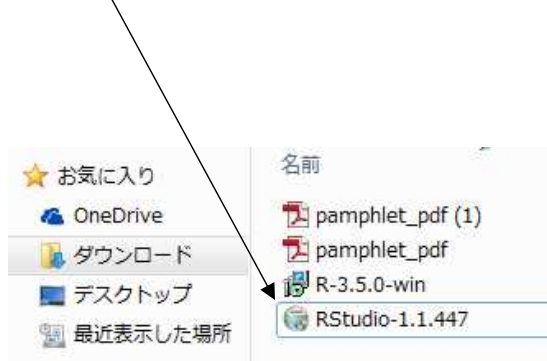 お気に入り
OneDrive
ダウンロード
デスクトップ
最近表示した場所
名前
pamphlet_pdf (1)
pamphlet_pdf
R-3.5.0-win
RStudio-1.1.447